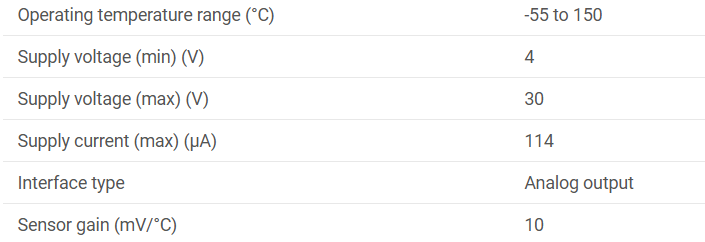 Operating temperature range (°C) -55 to 150
Supply voltage (min) (V) 4
Supply voltage (max) (V) 30
Supply current (max) (µA) 114
Interface type Analog output
Sensor gain (mV/°C) 10